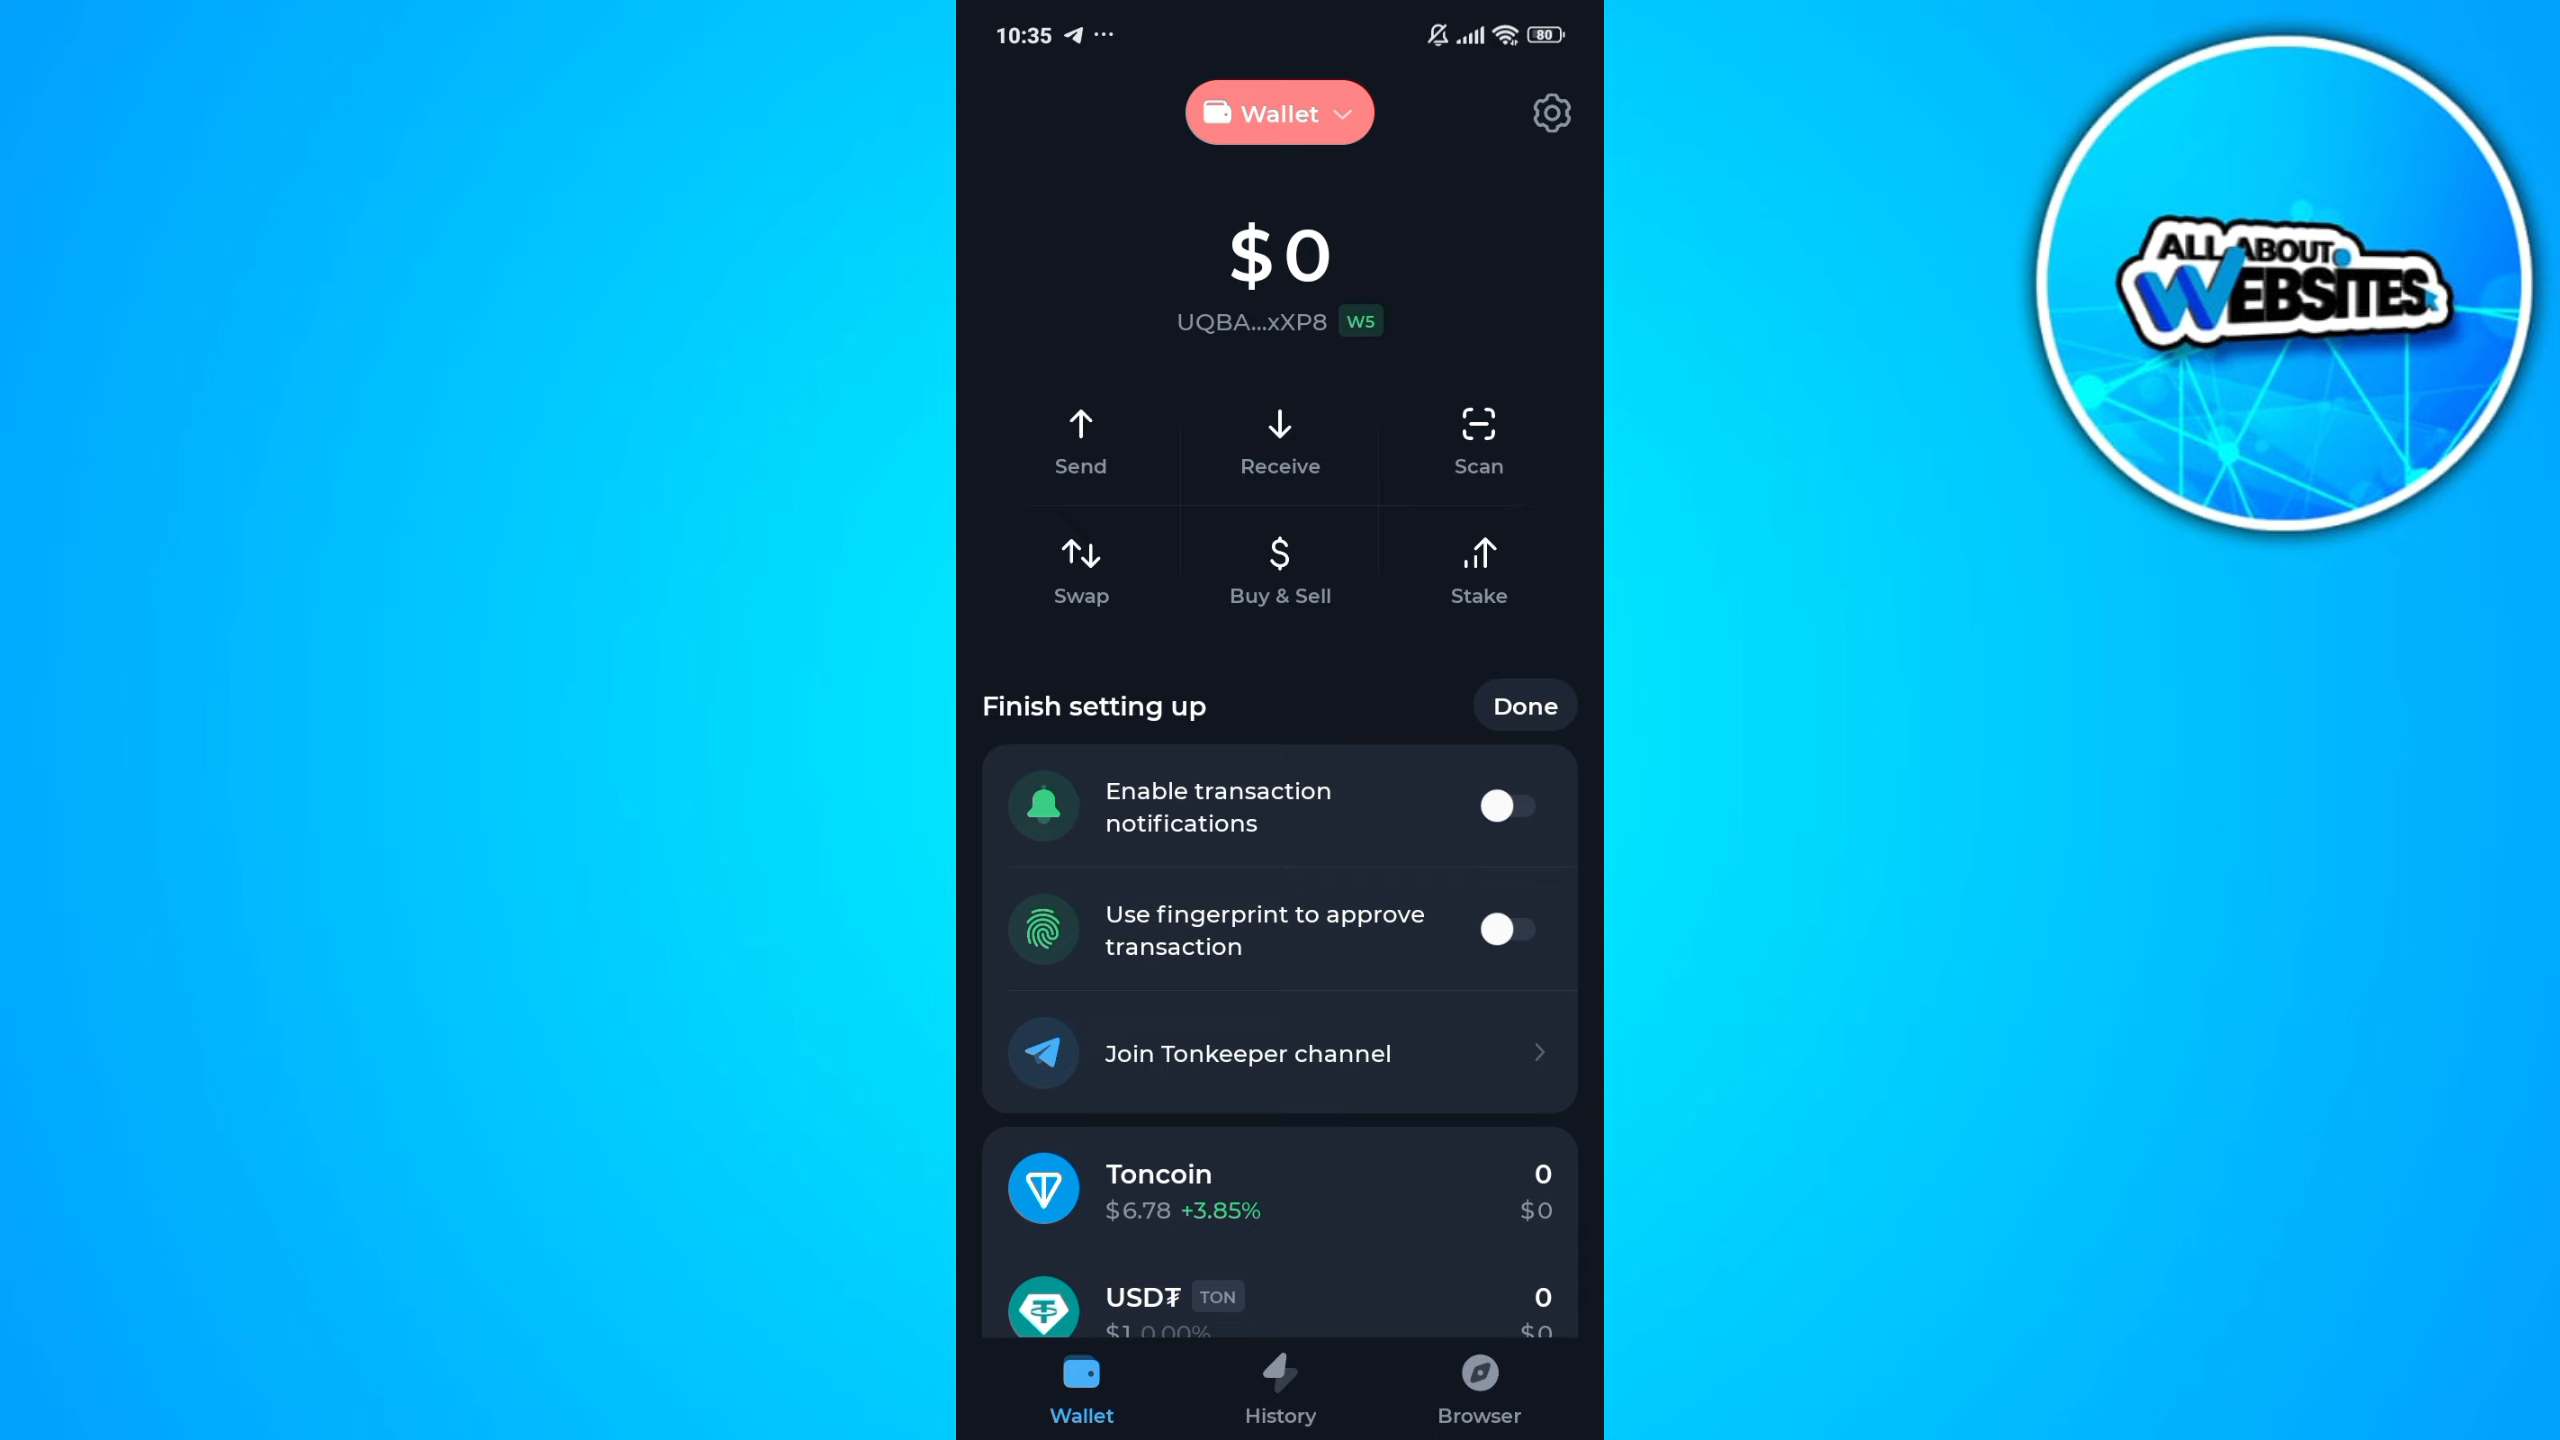 10:35
80
Wallet
$0
UQBA...xXP8 W5
Send Receive Scan
Swap Buy & Sell Stake
Finish setting up Done
Enable transaction
notifications
Use fingerprint to approve
transaction
Join Tonkeeper channel
Toncoin 0
$6.78 +3.85% $0
USD₮ TON 0
$1 0.00% $0
Wallet History Browser
ALL ABOUT
WEBSITES